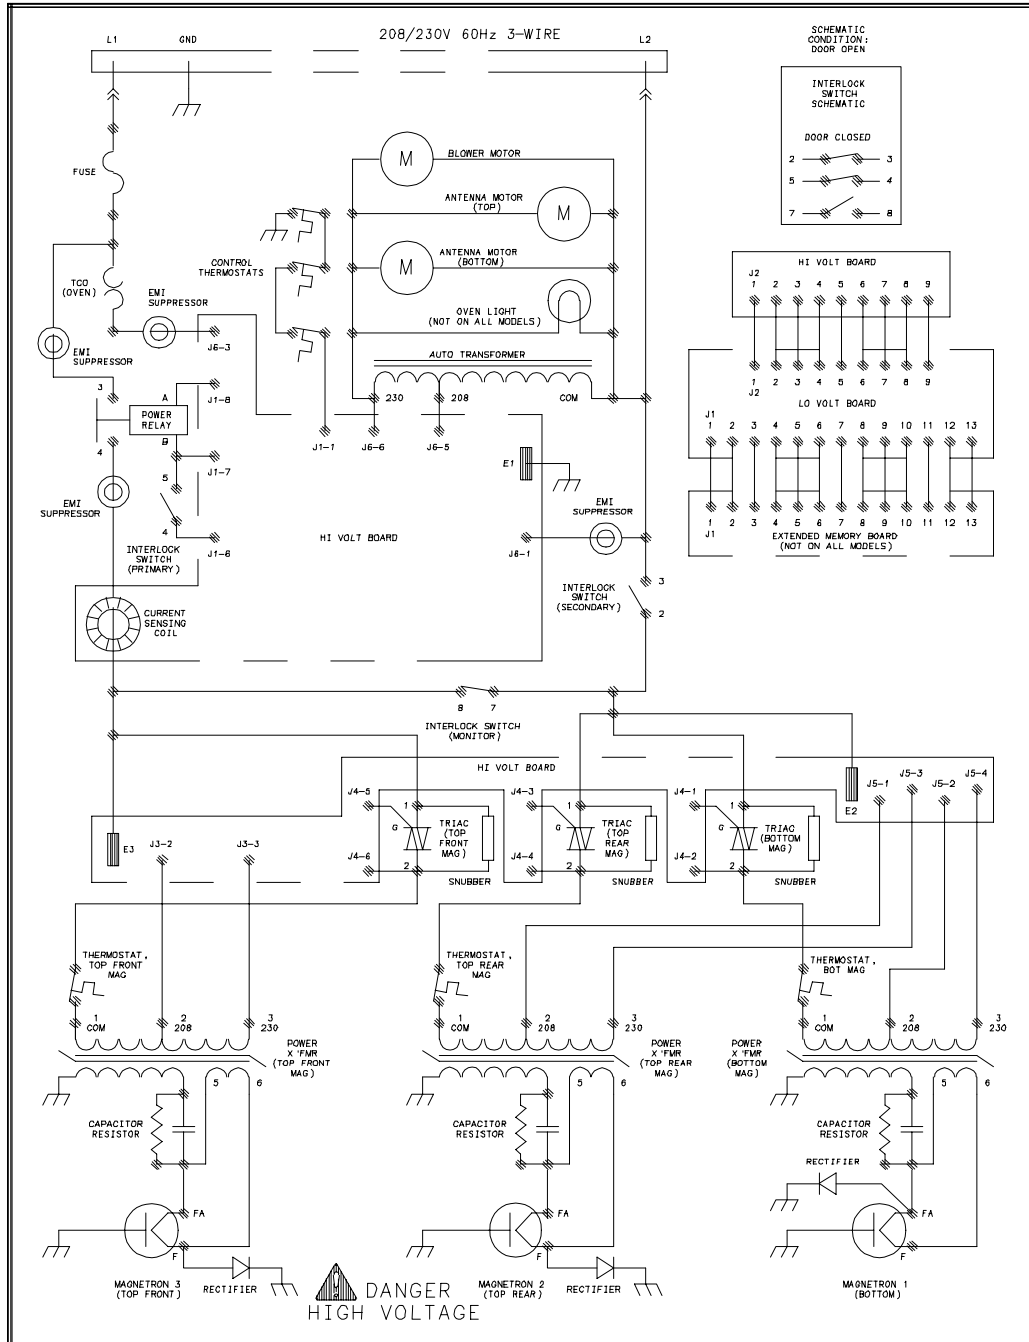 208/230V 60Hz 3-WIRE
L1
GND
L2
SCHEMATIC
CONDITION:
DOOR OPEN
INTERLOCK
SWITCH
SCHEMATIC
DOOR CLOSED
2 3
5 4
7 8
FUSE
BLOWER MOTOR
M
ANTENNA MOTOR
(TOP)
M
ANTENNA MOTOR
(BOTTOM)
M
CONTROL
THERMOSTATS
OVEN LIGHT
(NOT ON ALL MODELS)
AUTO TRANSFORMER
230
208
COM
TCO
(OVEN)
EMI
SUPPRESSOR
EMI
SUPPRESSOR
J6-3
J1-8
J1-7
J1-6
3
A
POWER
RELAY
B
4
5
4
EMI
SUPPRESSOR
INTERLOCK
SWITCH
(PRIMARY)
J1-1
J6-6
J6-5
E1
HI VOLT BOARD
J6-1
EMI
SUPPRESSOR
INTERLOCK
SWITCH
(SECONDARY)
3
2
CURRENT
SENSING
COIL
HI VOLT BOARD
J2
1 2 3 4 5 6 7 8 9
1 2 3 4 5 6 7 8 9
J2
LO VOLT BOARD
J1
1 2 3 4 5 6 7 8 9 10 11 12 13
1 2 3 4 5 6 7 8 9 10 11 12 13
J1
EXTENDED MEMORY BOARD
(NOT ON ALL MODELS)
8 7
INTERLOCK SWITCH
(MONITOR)
HI VOLT BOARD
J4-5
1
G
TRIAC
(TOP
FRONT
MAG)
J4-6
2
SNUBBER
J4-3
1
G
TRIAC
(TOP
REAR
MAG)
J4-4
2
SNUBBER
J4-1
1
G
TRIAC
(BOTTOM
MAG)
J4-2
2
SNUBBER
E2
J5-1
J5-3
J5-2
J5-4
E3
J3-2
J3-3
THERMOSTAT,
TOP FRONT
MAG
1
COM
2
208
3
230
POWER
X'FMR
(TOP FRONT
MAG)
5
6
CAPACITOR
RESISTOR
FA
F
MAGNETRON 3
(TOP FRONT)
RECTIFIER
THERMOSTAT,
TOP REAR
MAG
1
COM
2
208
3
230
POWER
X'FMR
(TOP REAR
MAG)
5
6
CAPACITOR
RESISTOR
FA
F
MAGNETRON 2
(TOP REAR)
RECTIFIER
THERMOSTAT,
BOT MAG
1
COM
2
208
3
230
POWER
X'FMR
(BOTTOM
MAG)
5
6
CAPACITOR
RESISTOR
RECTIFIER
FA
F
MAGNETRON 1
(BOTTOM)
DANGER
HIGH VOLTAGE